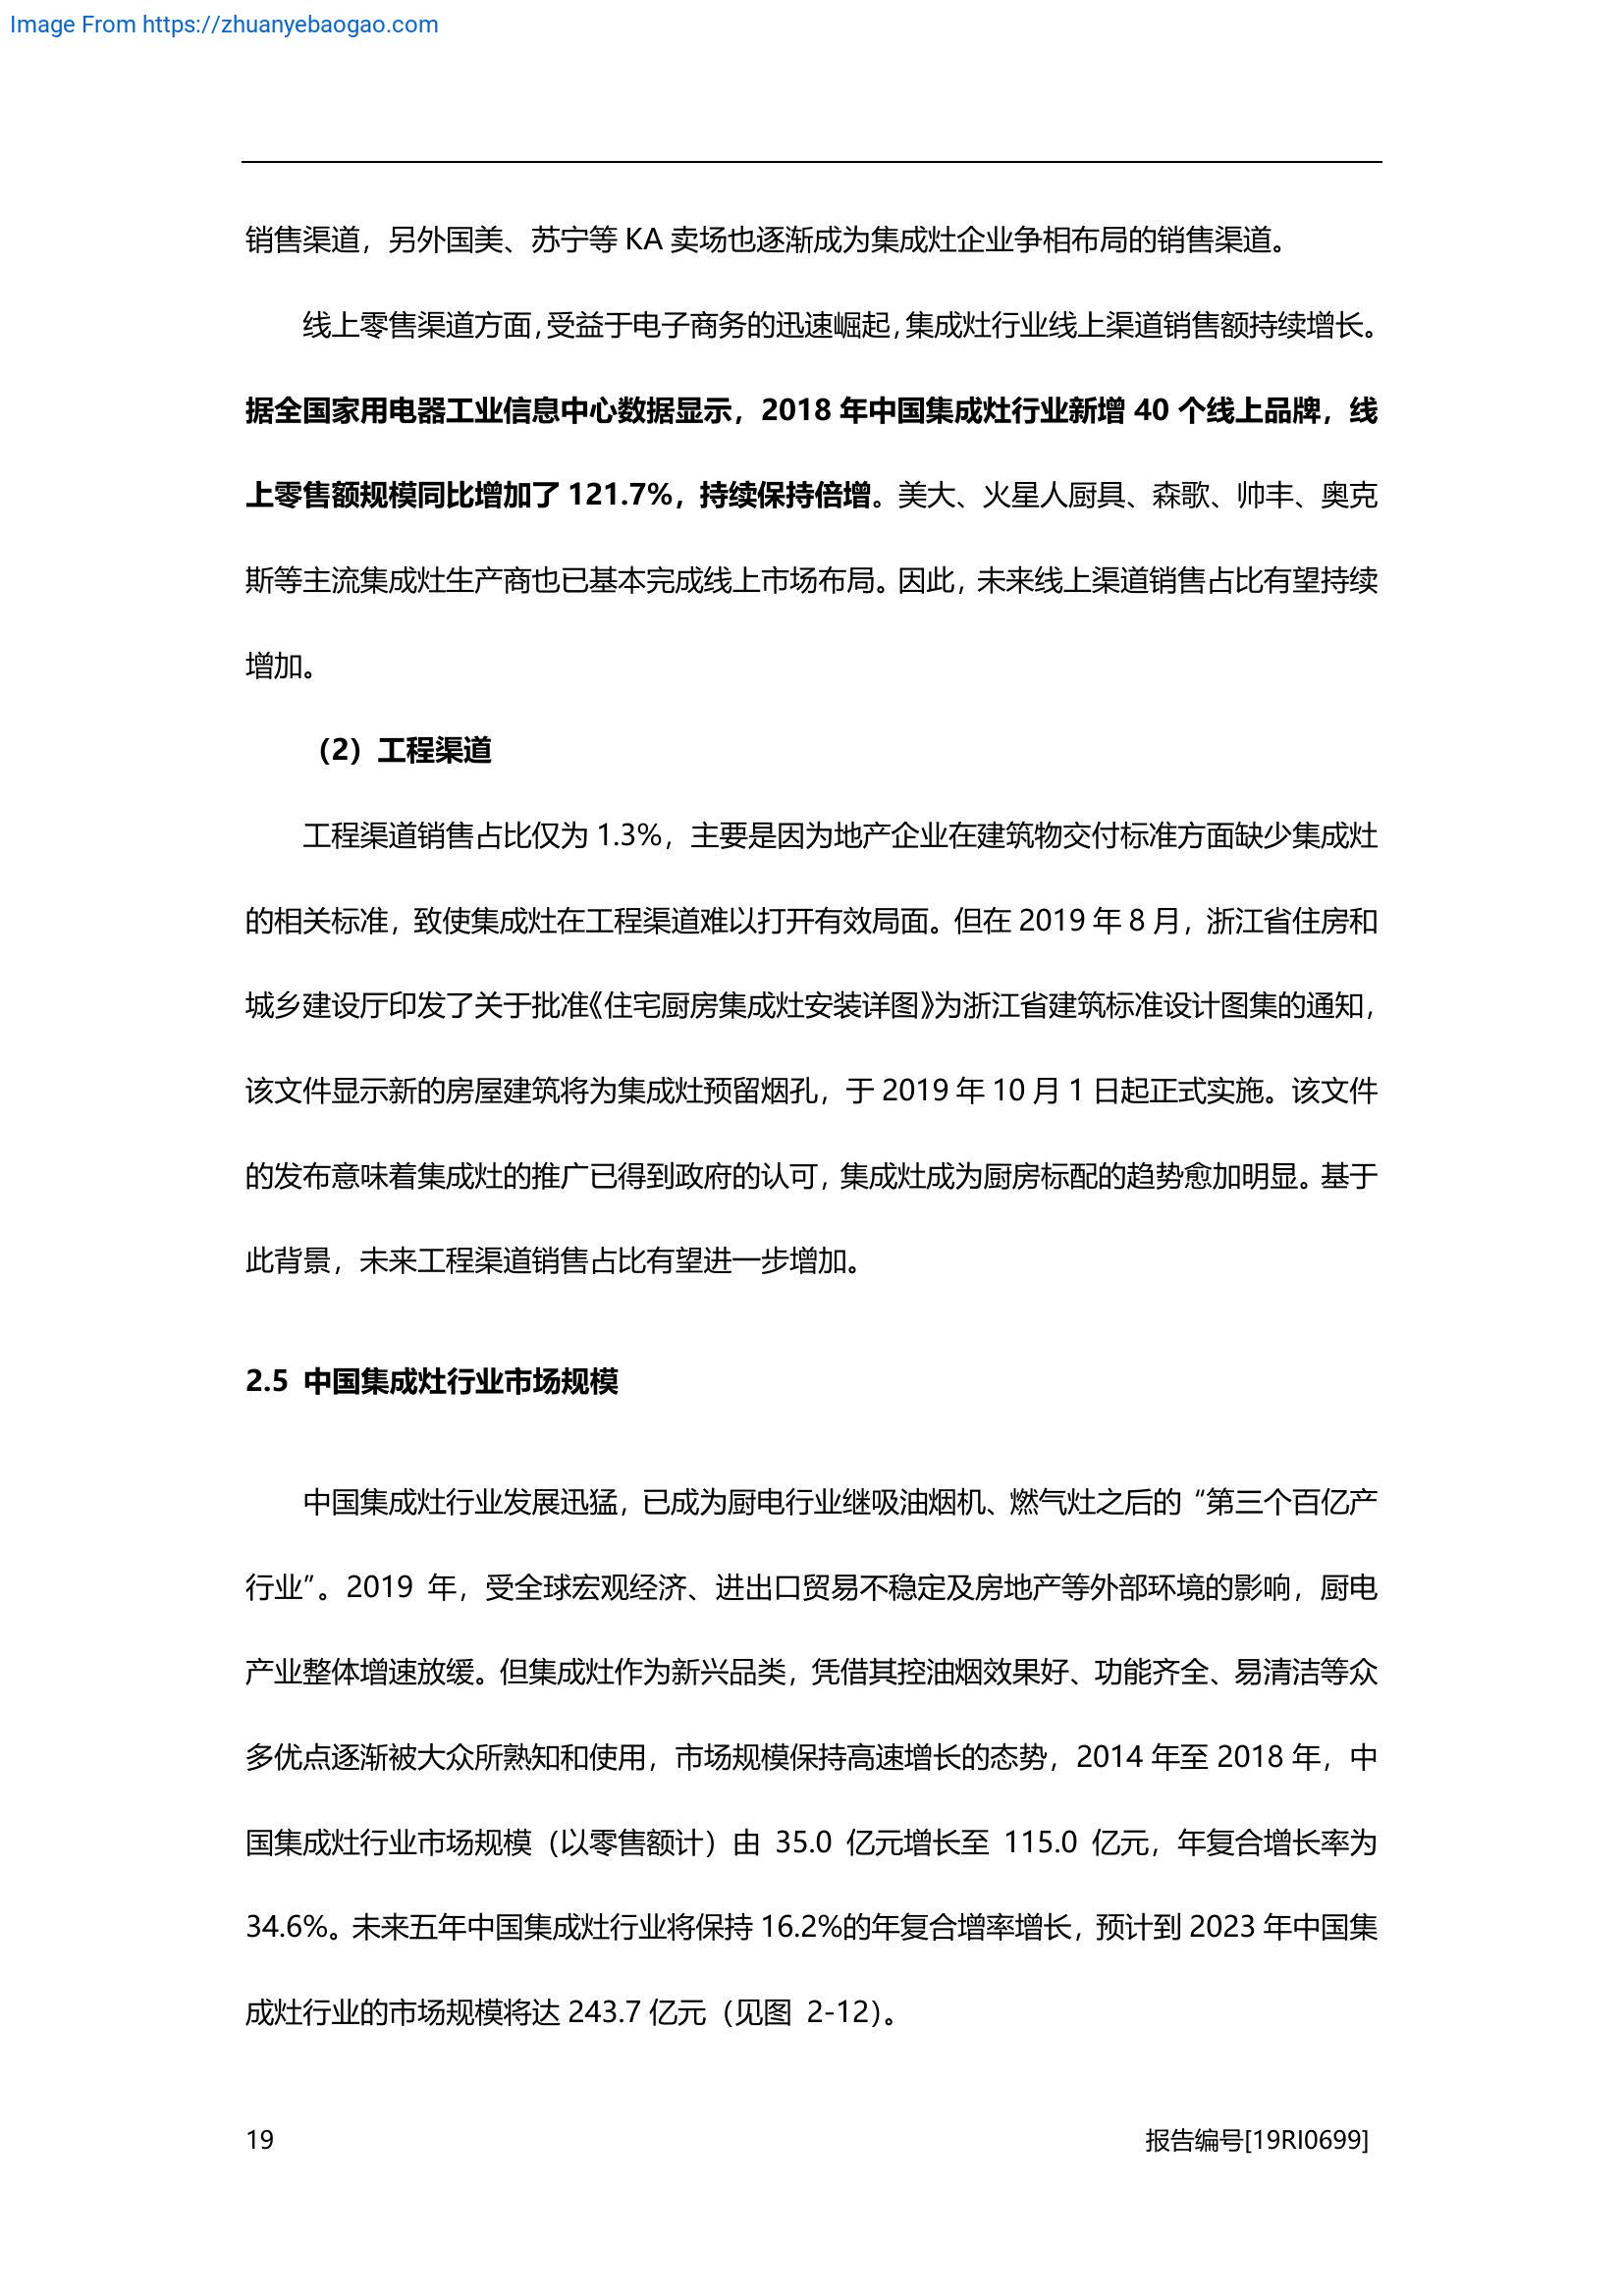 Image From https://zhuanyebaogao.com
销售渠道，另外国美、苏宁等 KA 卖场也逐渐成为集成灶企业争相布局的销售渠道。
线上零售渠道方面，受益于电子商务的迅速崛起，集成灶行业线上渠道销售额持续增长。
据全国家用电器工业信息中心数据显示，2018 年中国集成灶行业新增 40 个线上品牌，线
上零售额规模同比增加了 121.7%，持续保持倍增。美大、火星人厨具、森歌、帅丰、奥克
斯等主流集成灶生产商也已基本完成线上市场布局。因此，未来线上渠道销售占比有望持续
增加。
（2）工程渠道
工程渠道销售占比仅为 1.3%，主要是因为地产企业在建筑物交付标准方面缺少集成灶
的相关标准，致使集成灶在工程渠道难以打开有效局面。但在 2019 年 8 月，浙江省住房和
城乡建设厅印发了关于批准《住宅厨房集成灶安装详图》为浙江省建筑标准设计图集的通知，
该文件显示新的房屋建筑将为集成灶预留烟孔，于 2019 年 10 月 1 日起正式实施。该文件
的发布意味着集成灶的推广已得到政府的认可，集成灶成为厨房标配的趋势愈加明显。基于
此背景，未来工程渠道销售占比有望进一步增加。
2.5 中国集成灶行业市场规模
中国集成灶行业发展迅猛，已成为厨电行业继吸油烟机、燃气灶之后的“第三个百亿产
行业”。2019 年，受全球宏观经济、进出口贸易不稳定及房地产等外部环境的影响，厨电
产业整体增速放缓。但集成灶作为新兴品类，凭借其控油烟效果好、功能齐全、易清洁等众
多优点逐渐被大众所熟知和使用，市场规模保持高速增长的态势，2014 年至 2018 年，中
国集成灶行业市场规模（以零售额计）由 35.0 亿元增长至 115.0 亿元，年复合增长率为
34.6%。未来五年中国集成灶行业将保持 16.2%的年复合增率增长，预计到 2023 年中国集
成灶行业的市场规模将达 243.7 亿元（见图 2-12）。
19 报告编号[19RI0699]